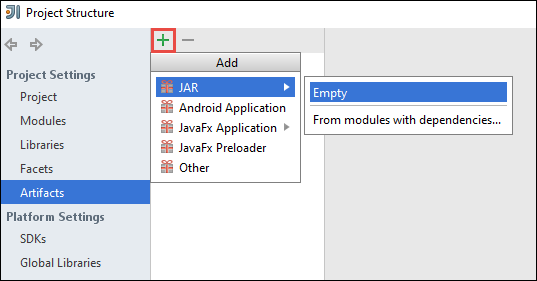 Project Structure
Project Settings
Project
Modules
Libraries
Facets
Artifacts
Platform Settings
SDKs
Global Libraries
Add
JAR
Android Application
JavaFx Application
JavaFx Preloader
Other
Empty
From modules with dependencies...